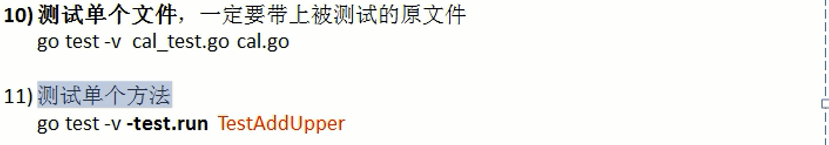 10) 测试单个文件，一定要带上被测试的原文件
go test -v cal_test.go cal.go
11) 测试单个方法
go test -v -test.run TestAddUpper